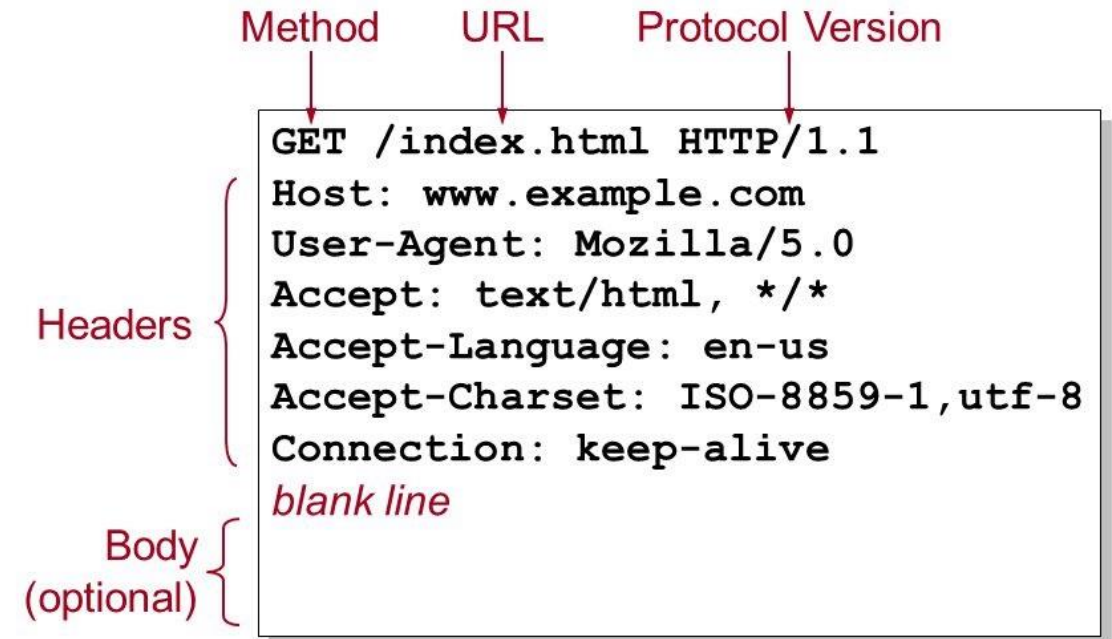 Method URL Protocol Version
GET /index.html HTTP/1.1
Host: www.example.com
User-Agent: Mozilla/5.0
Accept: text/html, */*
Headers
Accept-Language: en-us
Accept-Charset: ISO-8859-1,utf-8
Connection: keep-alive
blank line
Body
(optional)